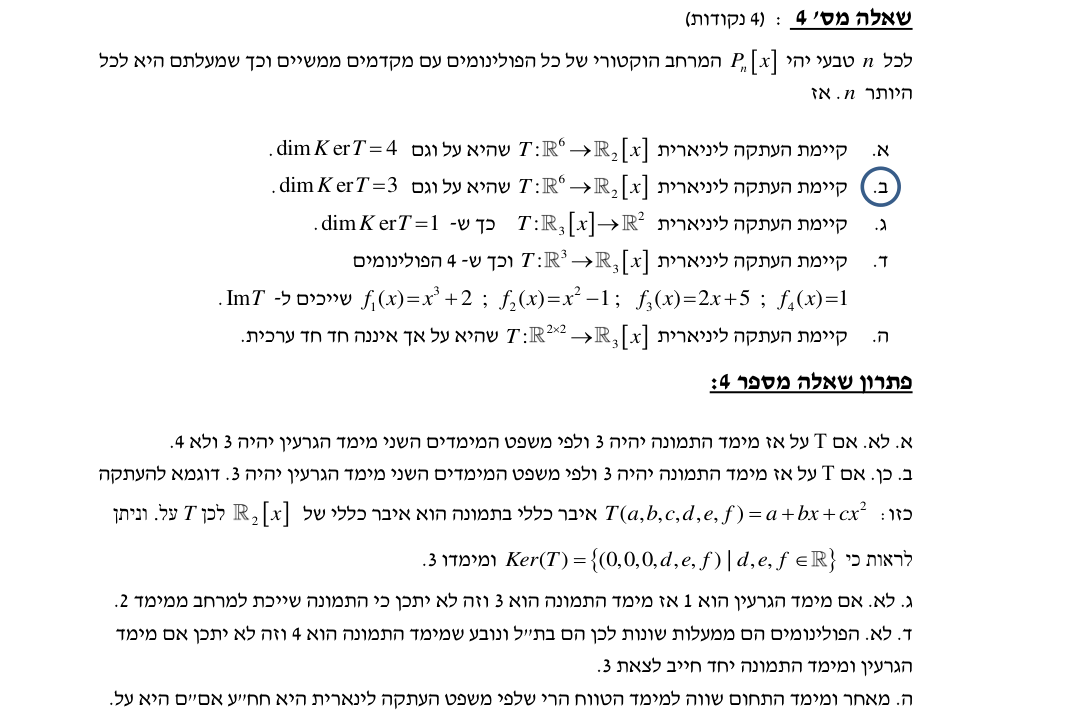 שאלה מס' 4 : (4 נקודות)
לכל n טבעי יהי P_n[x] המרחב הוקטורי של כל הפולינומים עם מקדמים ממשיים וכך שמעלתם היא לכל
היותר n. אז
א. קיימת העתקה ליניארית T:ℝ⁶→ℝ₂[x] שהיא על וגם dim KerT=4.
ב. קיימת העתקה ליניארית T:ℝ⁶→ℝ₂[x] שהיא על וגם dim KerT=3.
ג. קיימת העתקה ליניארית T:ℝ₃[x]→ℝ² כך ש- dim KerT=1.
ד. קיימת העתקה ליניארית T:ℝ³→ℝ₃[x] וכך ש- 4 הפולינומים
f₁(x)=x³+2 ; f₂(x)=x²−1; f₃(x)=2x+5 ; f₄(x)=1 שייכים ל- ImT.
ה. קיימת העתקה ליניארית T:ℝ²ˣ²→ℝ₃[x] שהיא על אך איננה חד חד ערכית.
פתרון שאלה מספר 4:
א. לא. אם T על אז מימד התמונה יהיה 3 ולפי משפט המימדים השני מימד הגרעין יהיה 3 ולא 4.
ב. כן. אם T על אז מימד התמונה יהיה 3 ולפי משפט המימדים השני מימד הגרעין יהיה 3. דוגמא להעתקה
כזו: T(a,b,c,d,e,f)=a+bx+cx² איבר כללי בתמונה הוא איבר כללי של ℝ₂[x] לכן T על. וניתן
לראות כי Ker(T)={(0,0,0,d,e,f)|d,e,f∈ℝ} ומימדו 3.
ג. לא. אם מימד הגרעין הוא 1 אז מימד התמונה הוא 3 וזה לא יתכן כי התמונה שייכת למרחב ממימד 2.
ד. לא. הפולינומים הם ממעלות שונות לכן הם בת״ל ונובע שמימד התמונה הוא 4 וזה לא יתכן אם מימד
הגרעין ומימד התמונה יחד חייב לצאת 3.
ה. מאחר ומימד התחום שווה למימד הטווח הרי שלפי משפט העתקה לינארית היא חח״ע אם״ם היא על.